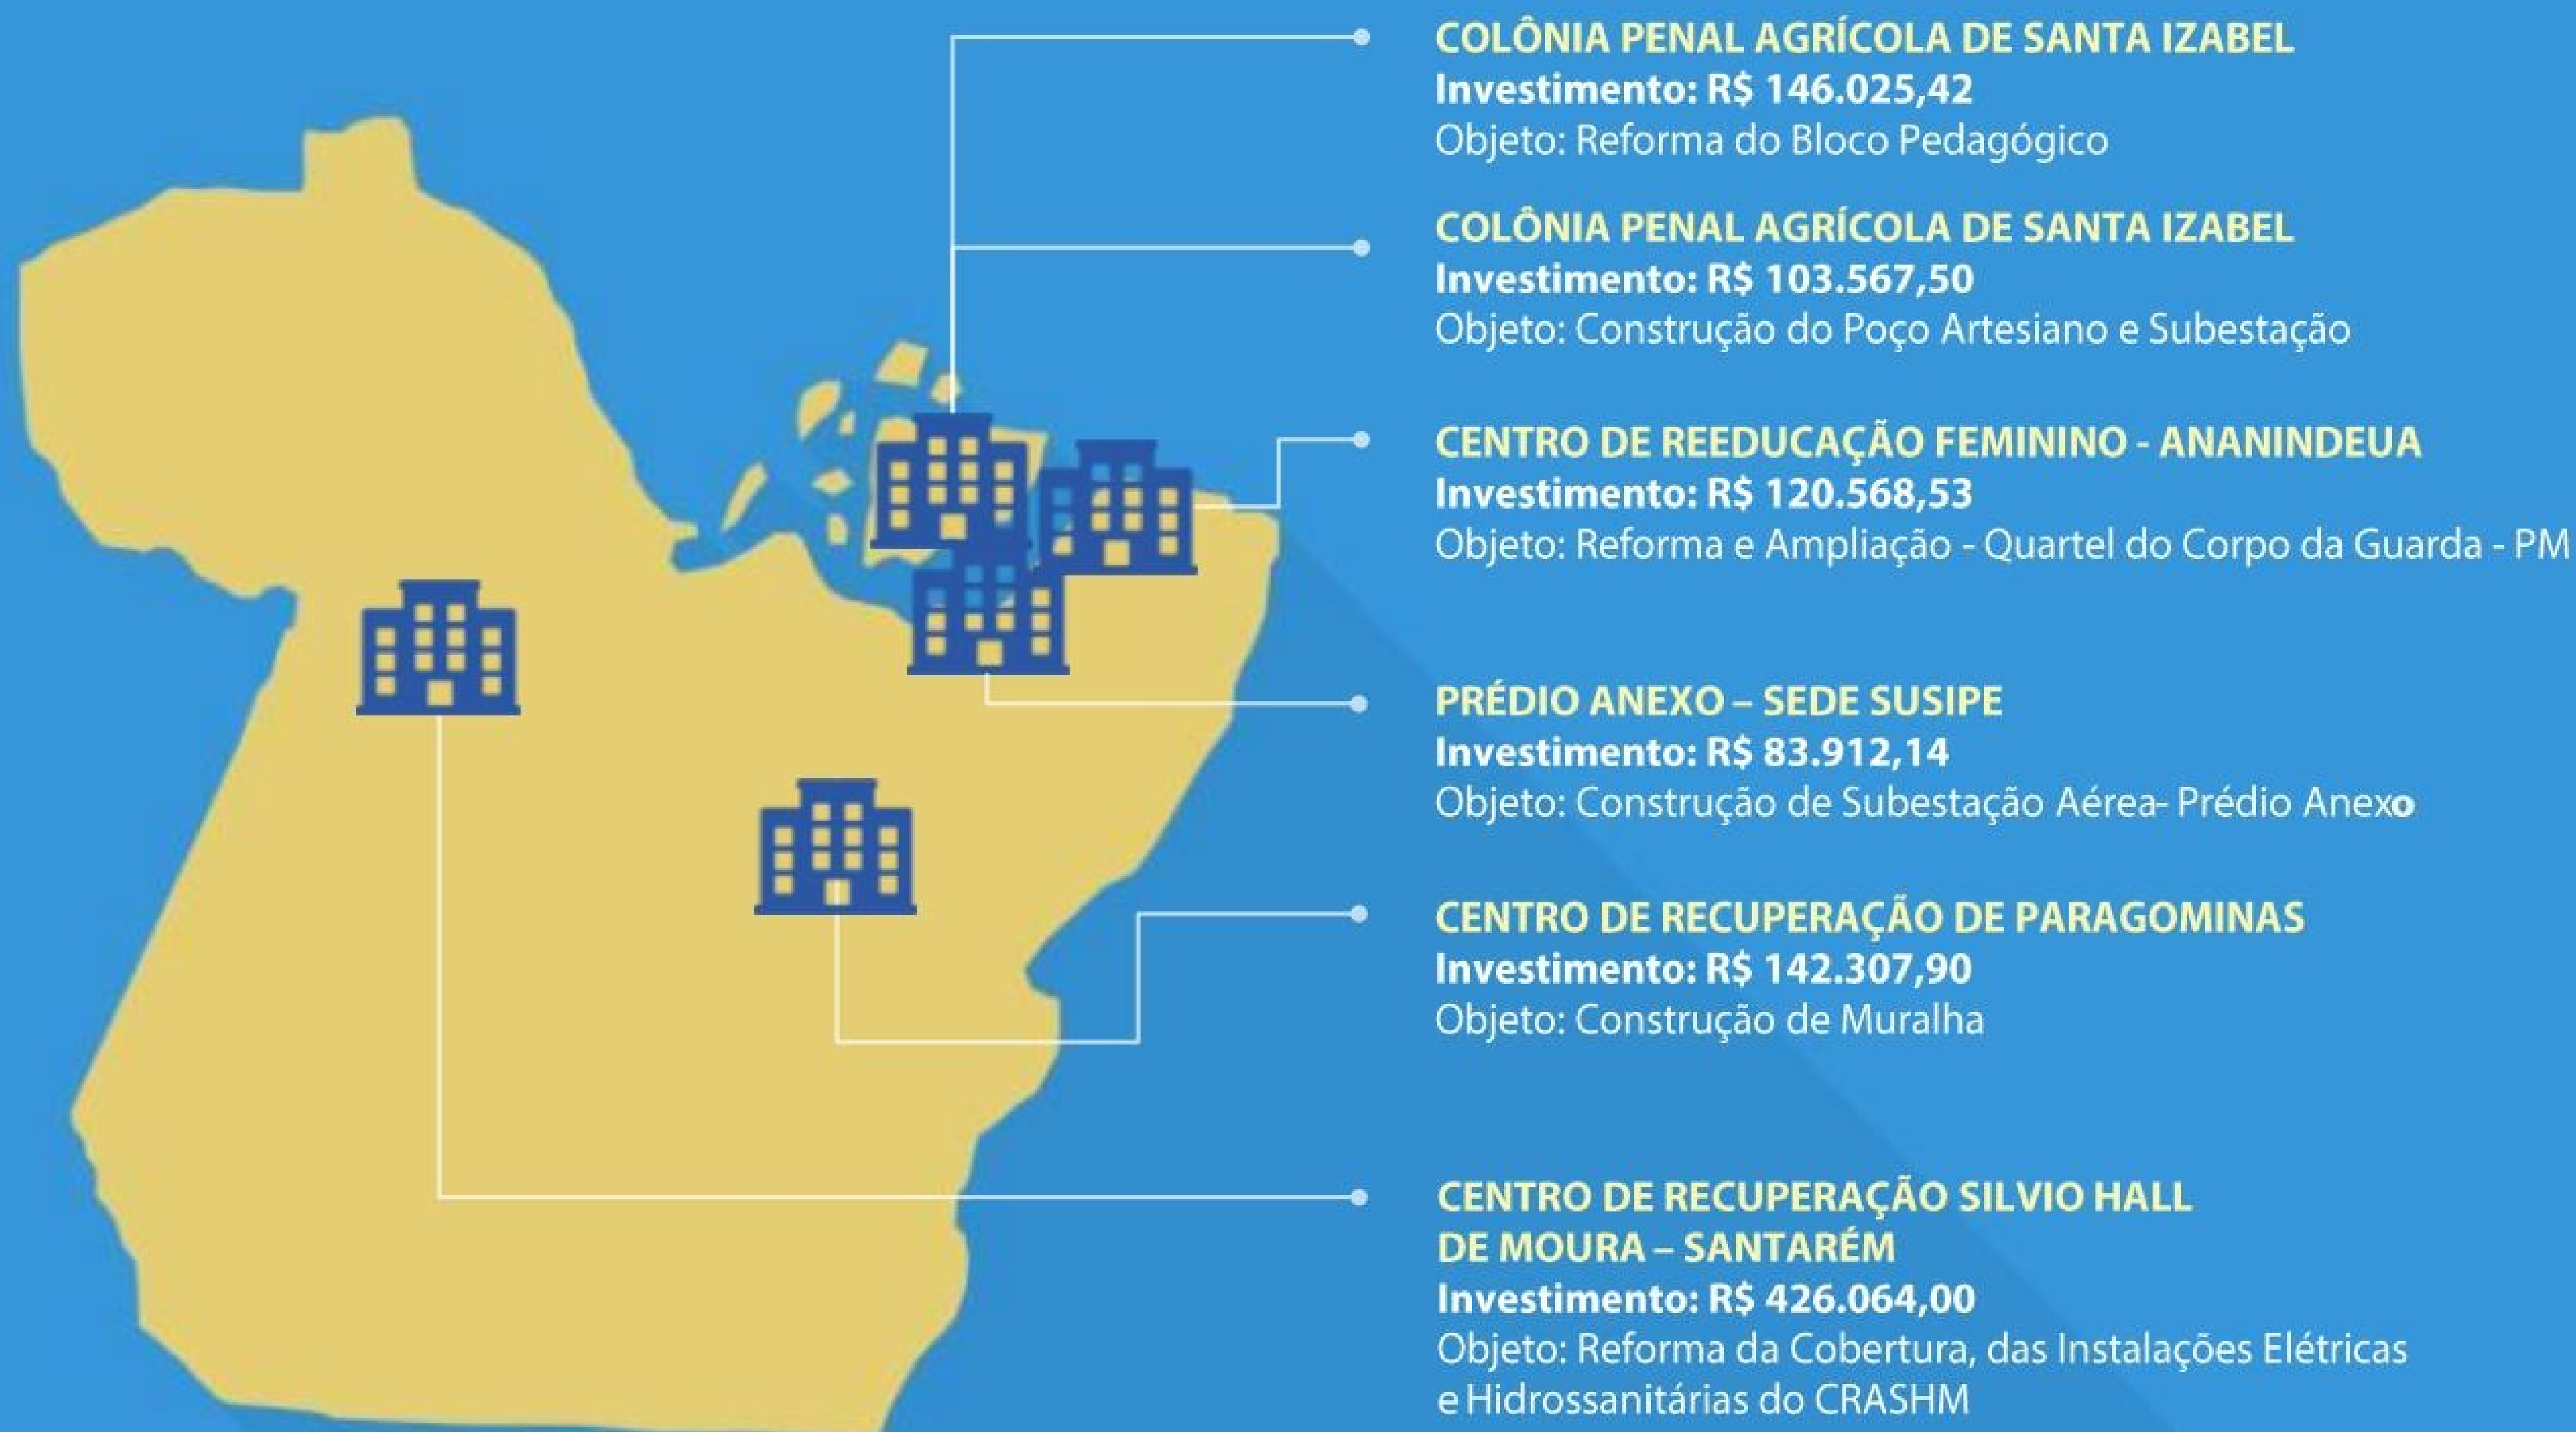 COLÔNIA PENAL AGRÍCOLA DE SANTA IZABEL
Investimento: R$ 146.025,42
Objeto: Reforma do Bloco Pedagógico
COLÔNIA PENAL AGRÍCOLA DE SANTA IZABEL
Investimento: R$ 103.567,50
Objeto: Construção do Poço Artesiano e Subestação
CENTRO DE REEDUCAÇÃO FEMININO - ANANINDEUA
Investimento: R$ 120.568,53
Objeto: Reforma e Ampliação - Quartel do Corpo da Guarda - PM
PRÉDIO ANEXO – SEDE SUSIPE
Investimento: R$ 83.912,14
Objeto: Construção de Subestação Aérea- Prédio Anexo
CENTRO DE RECUPERAÇÃO DE PARAGOMINAS
Investimento: R$ 142.307,90
Objeto: Construção de Muralha
CENTRO DE RECUPERAÇÃO SILVIO HALL
DE MOURA – SANTARÉM
Investimento: R$ 426.064,00
Objeto: Reforma da Cobertura, das Instalações Elétricas
e Hidrossanitárias do CRASHM